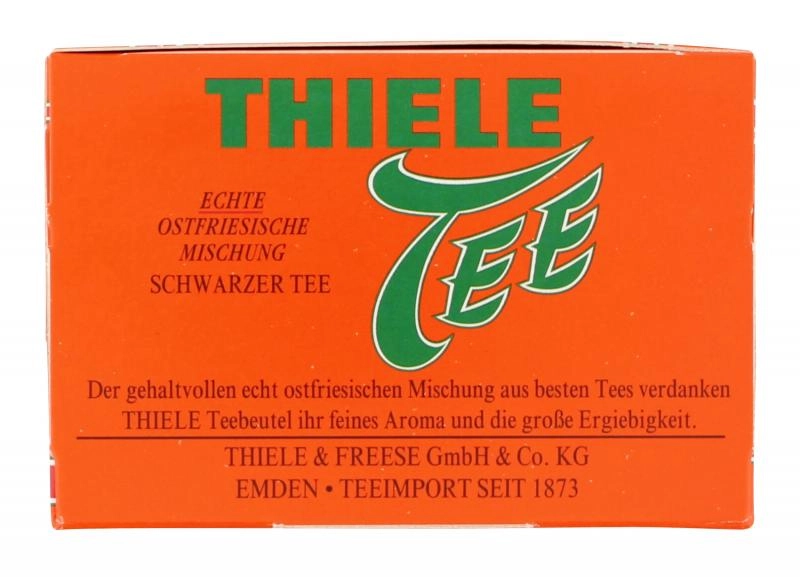 THIELE
TEE
ECHTE
OSTFRIESISCHE
MISCHUNG
SCHWARZER TEE
Der gehaltvollen echt ostfriesischen Mischung aus besten Tees verdanken
THIELE Teebeutel ihr feines Aroma und die große Ergiebigkeit.
THIELE & FREESE GmbH & Co. KG
EMDEN • TEEIMPORT SEIT 1873